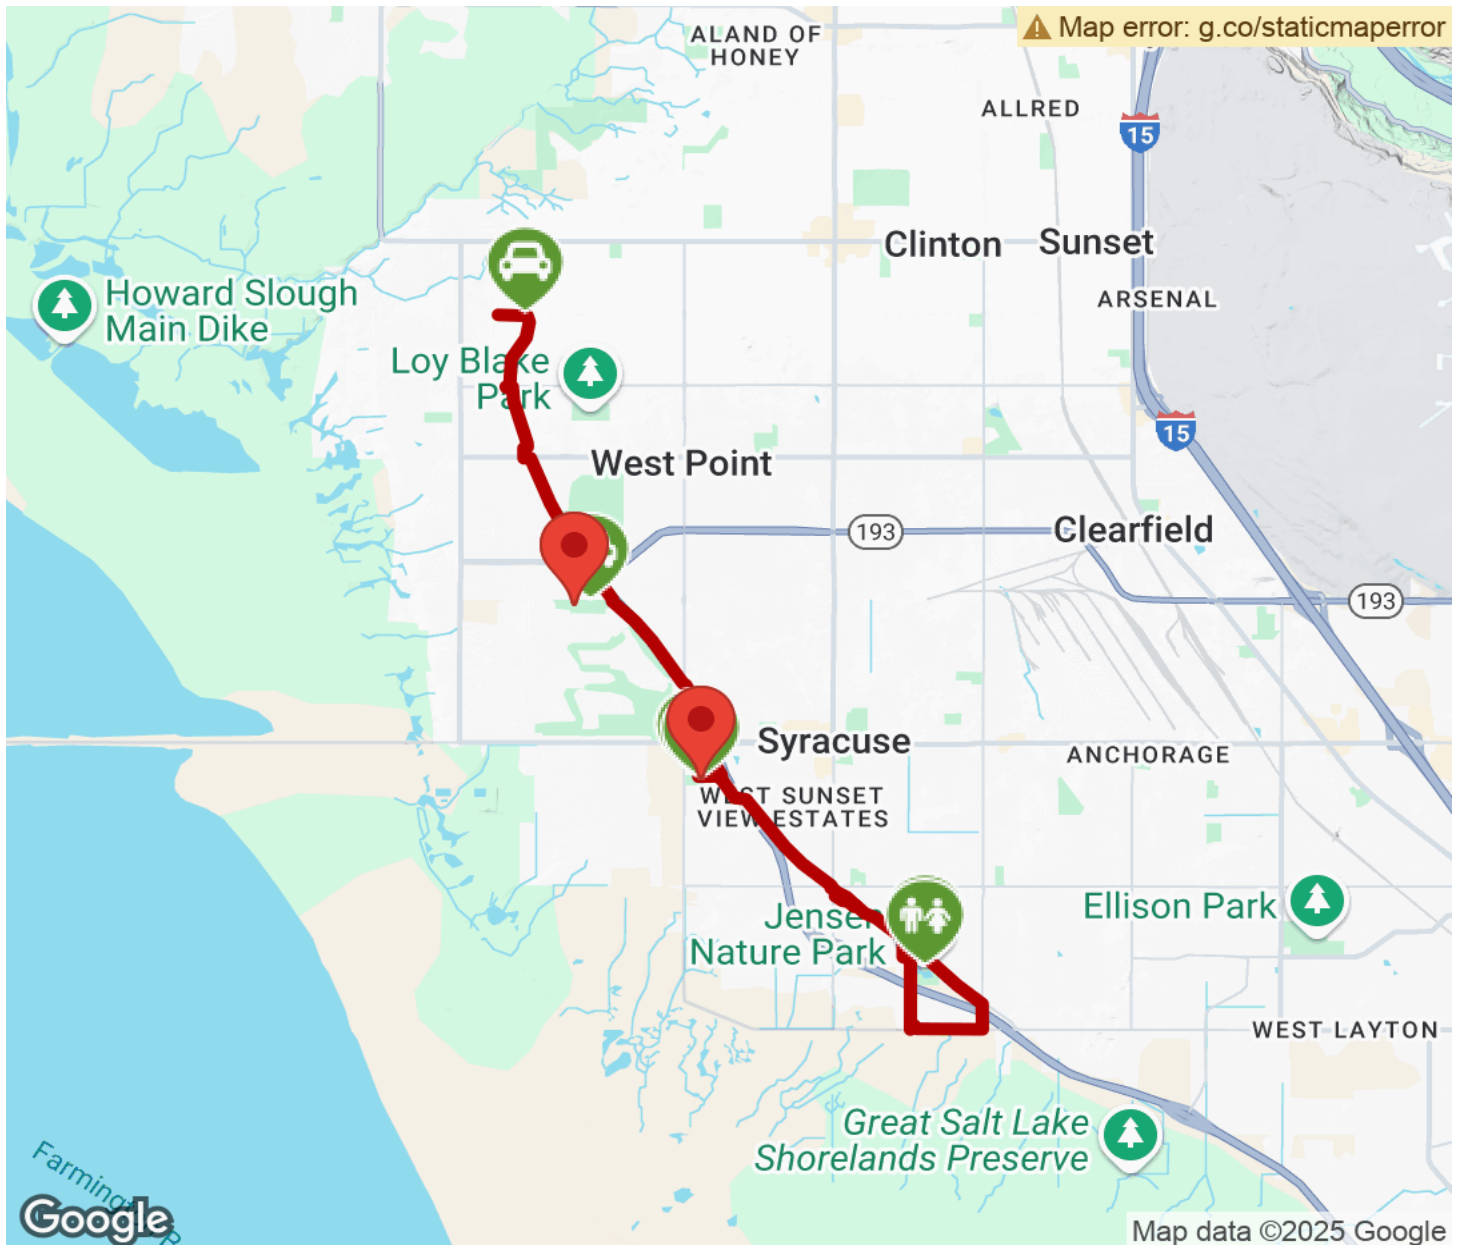 Map error: g.co/staticmaperror
ALAND OF
HONEY
ALLRED
15
Clinton
Sunset
Howard Slough
Main Dike
ARSENAL
Loy Blake
Park
15
West Point
193
Clearfield
193
Syracuse
ANCHORAGE
WEST SUNSET
VIEW ESTATES
Jensen
Nature Park
Ellison Park
WEST LAYTON
Great Salt Lake
Shorelands Preserve
Google
Map data ©2025 Google